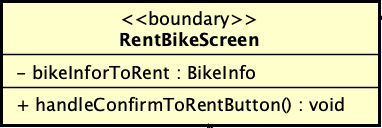 <<boundary>>
RentBikeScreen
- bikeInforToRent : BikeInfo
+ handleConfirmToRentButton() : void